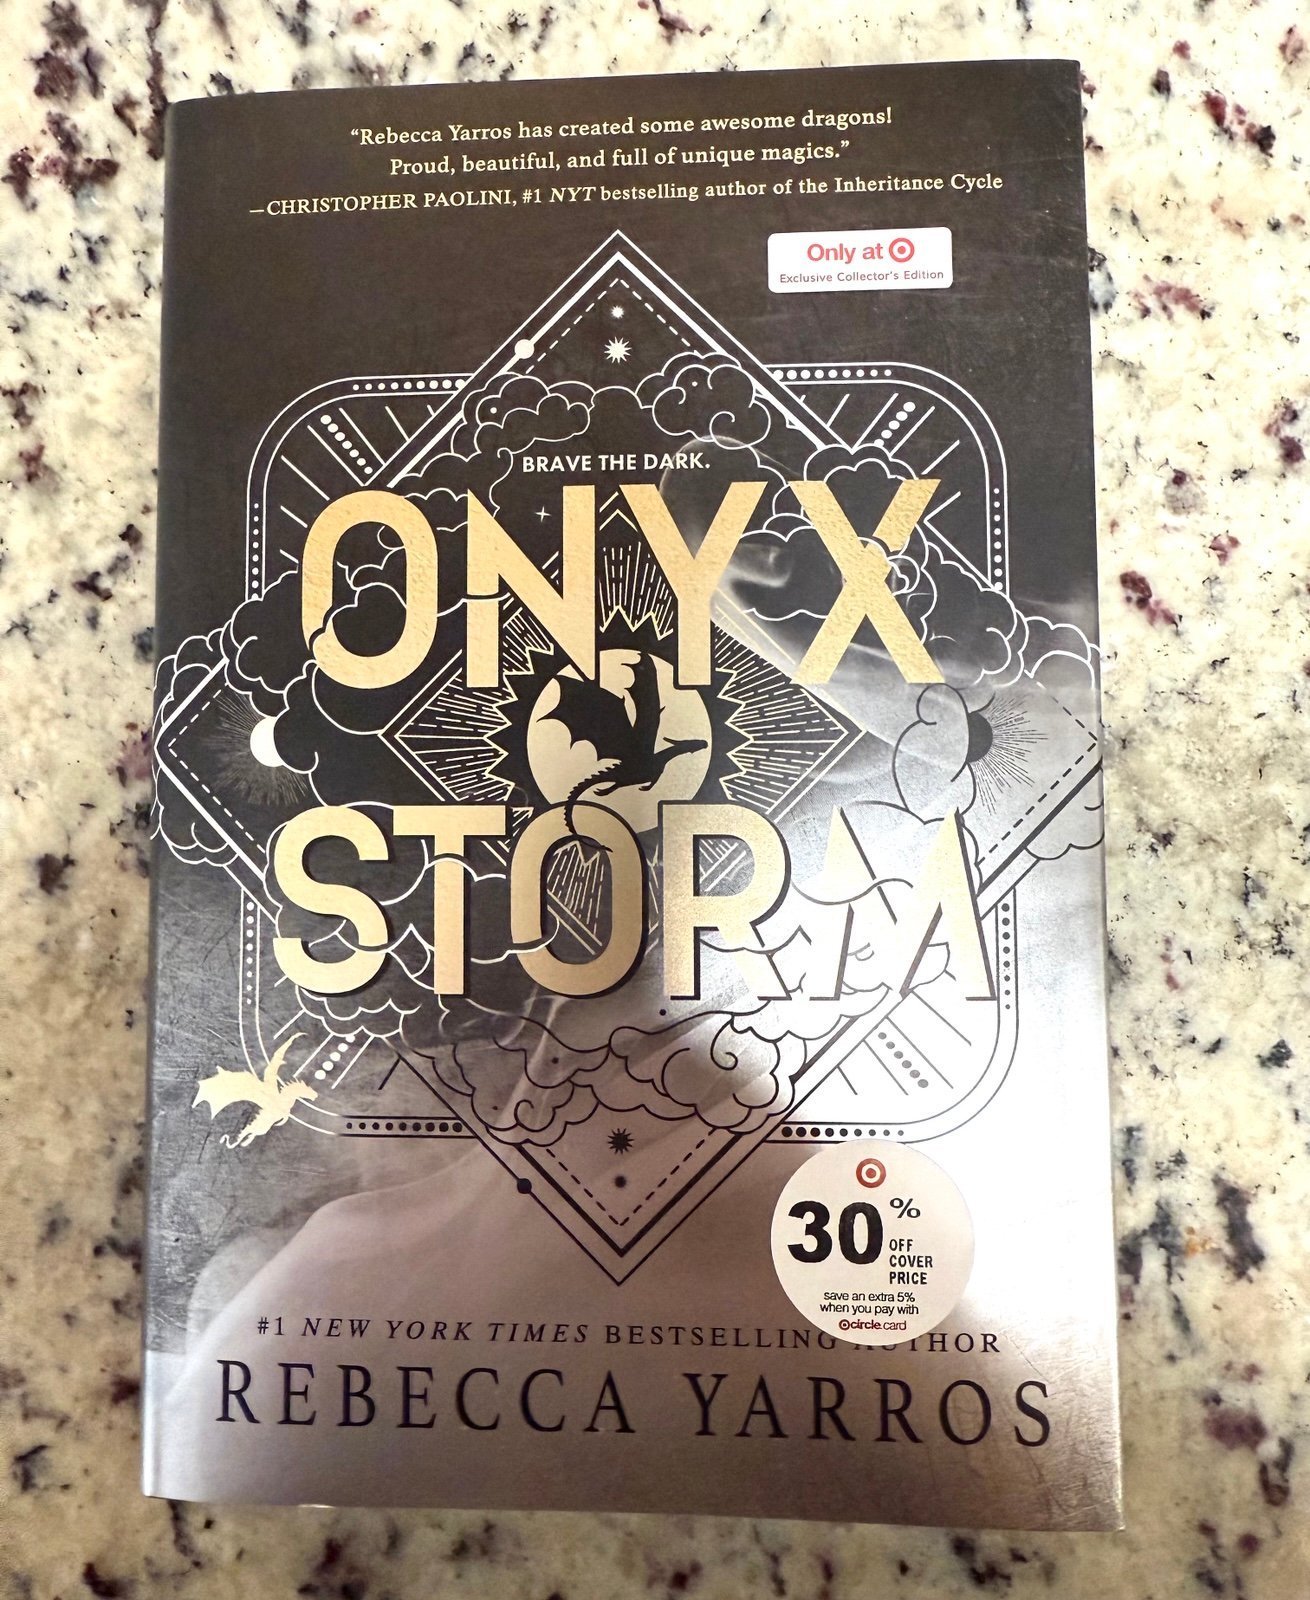 “Rebecca Yarros has created some awesome dragons!
Proud, beautiful, and full of unique magics.”
—CHRISTOPHER PAOLINI, #1 NYT bestselling author of the Inheritance Cycle
Only at
Exclusive Collector's Edition
BRAVE THE DARK.
ONYX
STORM
30%
OFF
COVER
PRICE
save an extra 5%
when you pay with
circle card
#1 NEW YORK TIMES BESTSELLING AUTHOR
REBECCA YARROS